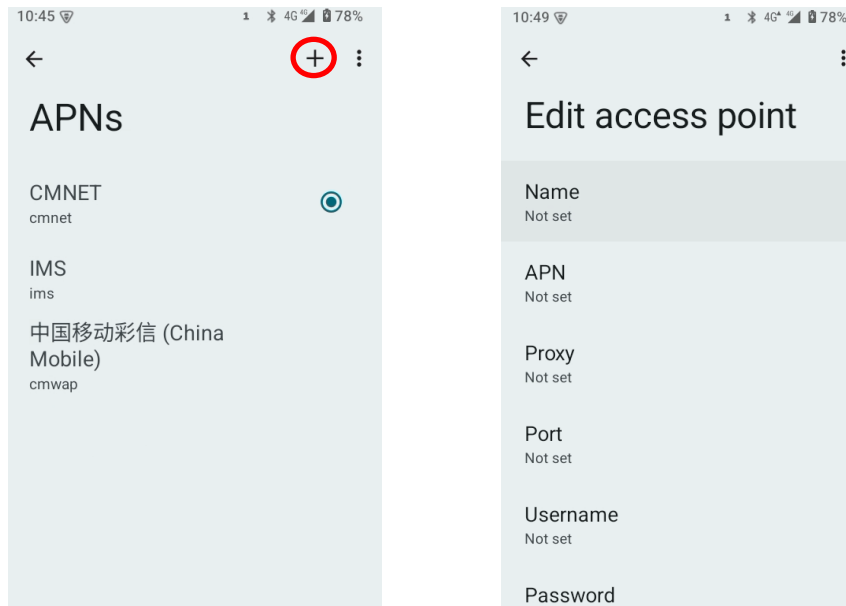 10:45 1 4G 4G 78%
APNs
CMNET
cmnet
IMS
ims
中国移动彩信 (China
Mobile)
cmwap
10:49 1 4G 4G 78%
Edit access point
Name
Not set
APN
Not set
Proxy
Not set
Port
Not set
Username
Not set
Password